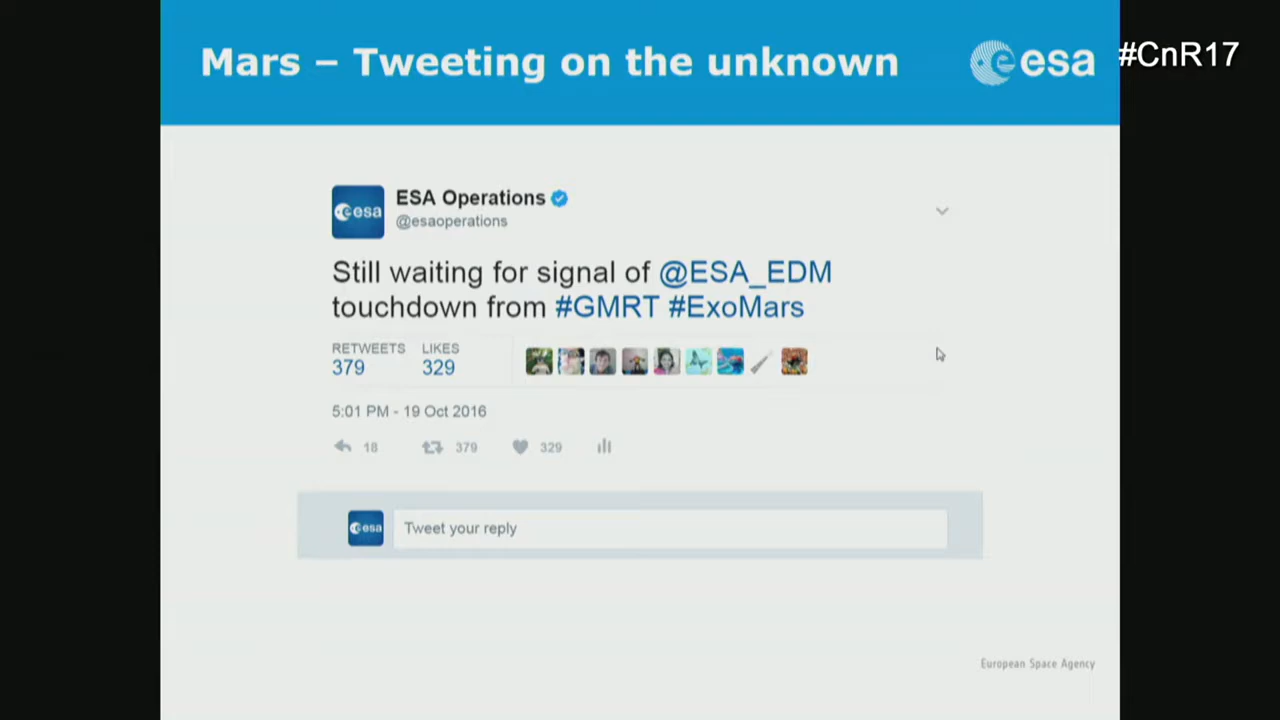 Mars – Tweeting on the unknown
esa
#CnR17
esa
ESA Operations
@esaoperations
Still waiting for signal of @ESA_EDM
touchdown from #GMRT #ExoMars
RETWEETS LIKES
379 329
5:01 PM - 19 Oct 2016
18 379 329
esa
Tweet your reply
European Space Agency